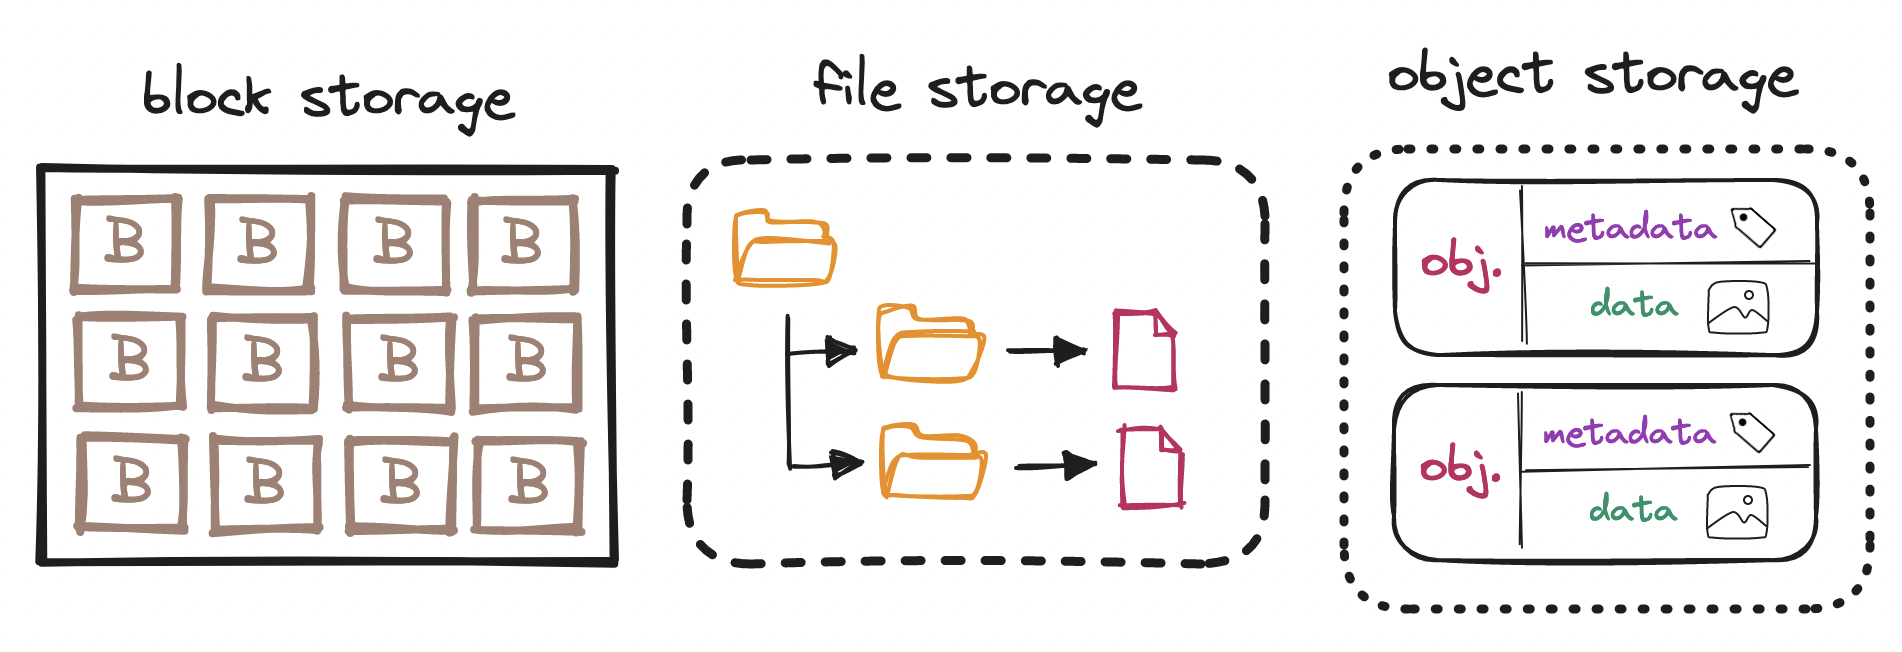 block storage
file storage
object storage
B B B B
B B B B
B B B B
obj.
metadata
data
obj.
metadata
data